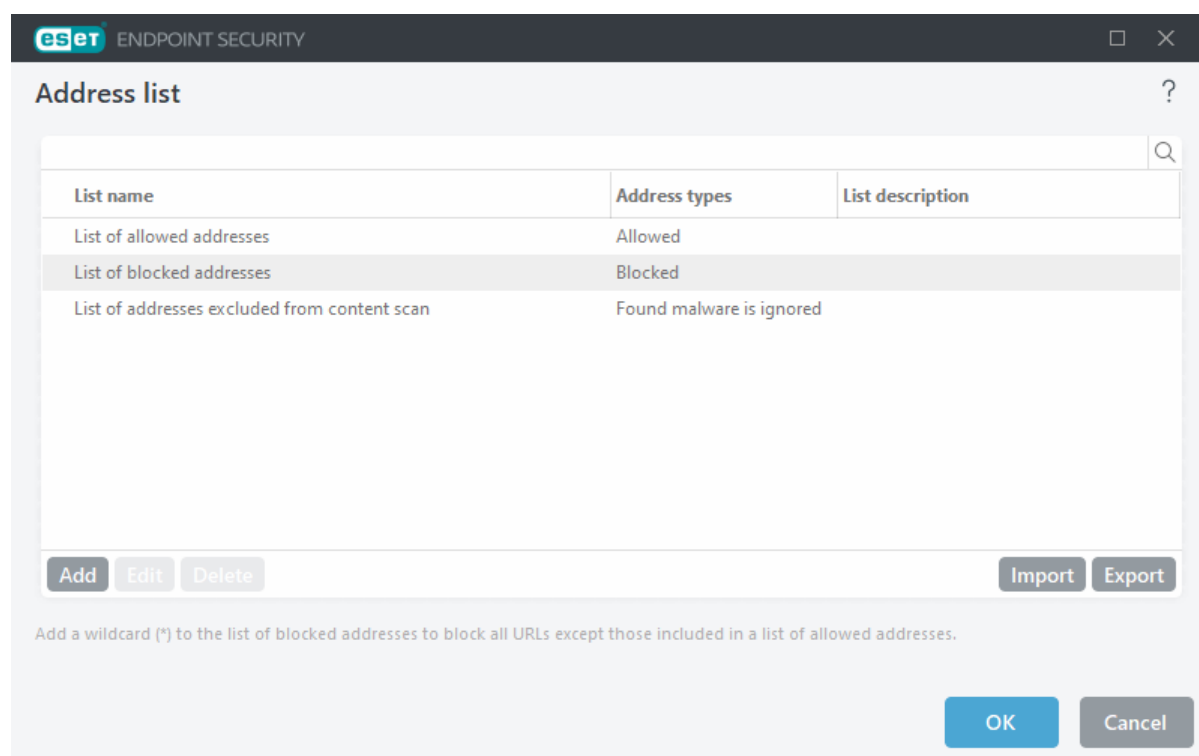 eseT ENDPOINT SECURITY
Address list
?
List name Address types List description
List of allowed addresses Allowed
List of blocked addresses Blocked
List of addresses excluded from content scan Found malware is ignored
Add Edit Delete Import Export
Add a wildcard (*) to the list of blocked addresses to block all URLs except those included in a list of allowed addresses.
OK Cancel